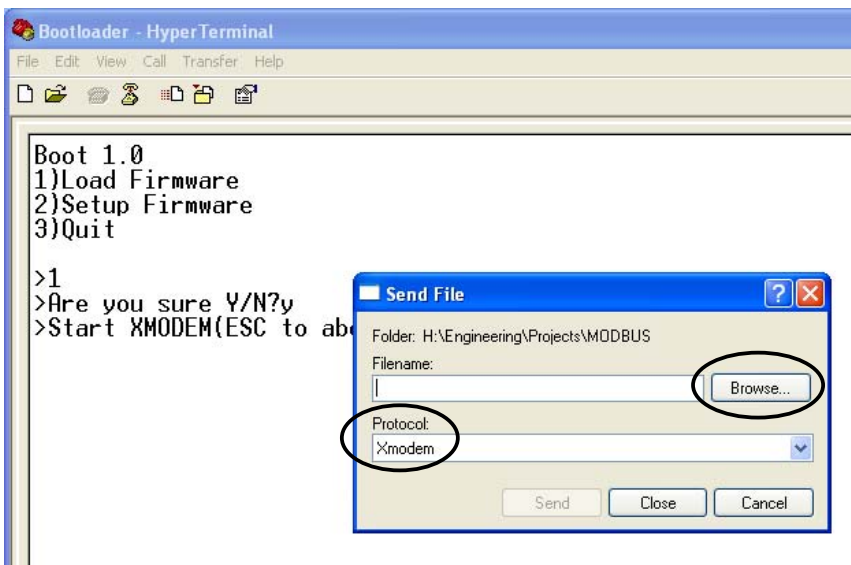 Bootloader - HyperTerminal
File Edit View Call Transfer Help
Boot 1.0
1)Load Firmware
2)Setup Firmware
3)Quit
>1
>Are you sure Y/N?y
>Start XMODEM(ESC to abo
Send File
Folder: H:\Engineering\Projects\MODBUS
Filename:
Browse...
Protocol:
Xmodem
Send Close Cancel